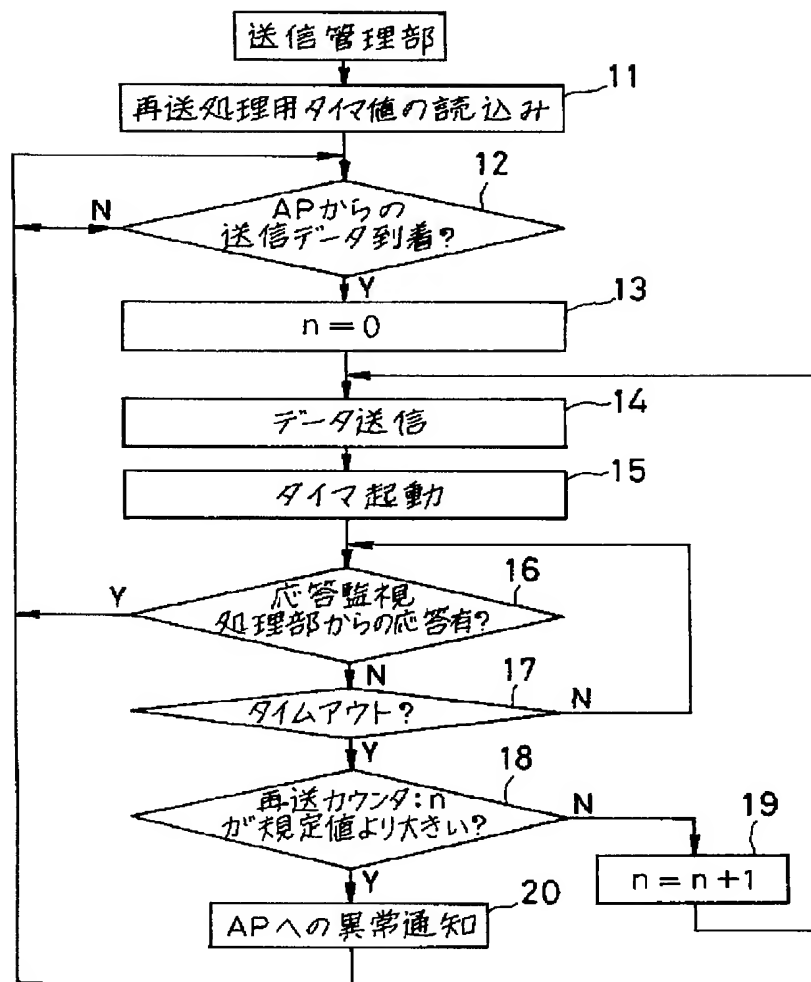 送信管理部
11
再送処理用タイマ値の読込み
12
N
APからの
送信データ到着?
Y
13
n=0
14
データ送信
15
タイマ起動
16
Y
応答監視
処理部からの応答有?
N
17
タイムアウト?
N
Y
18
再送カウンタ:n
が規定値より大きい?
N
19
n=n+1
Y
20
APへの異常通知